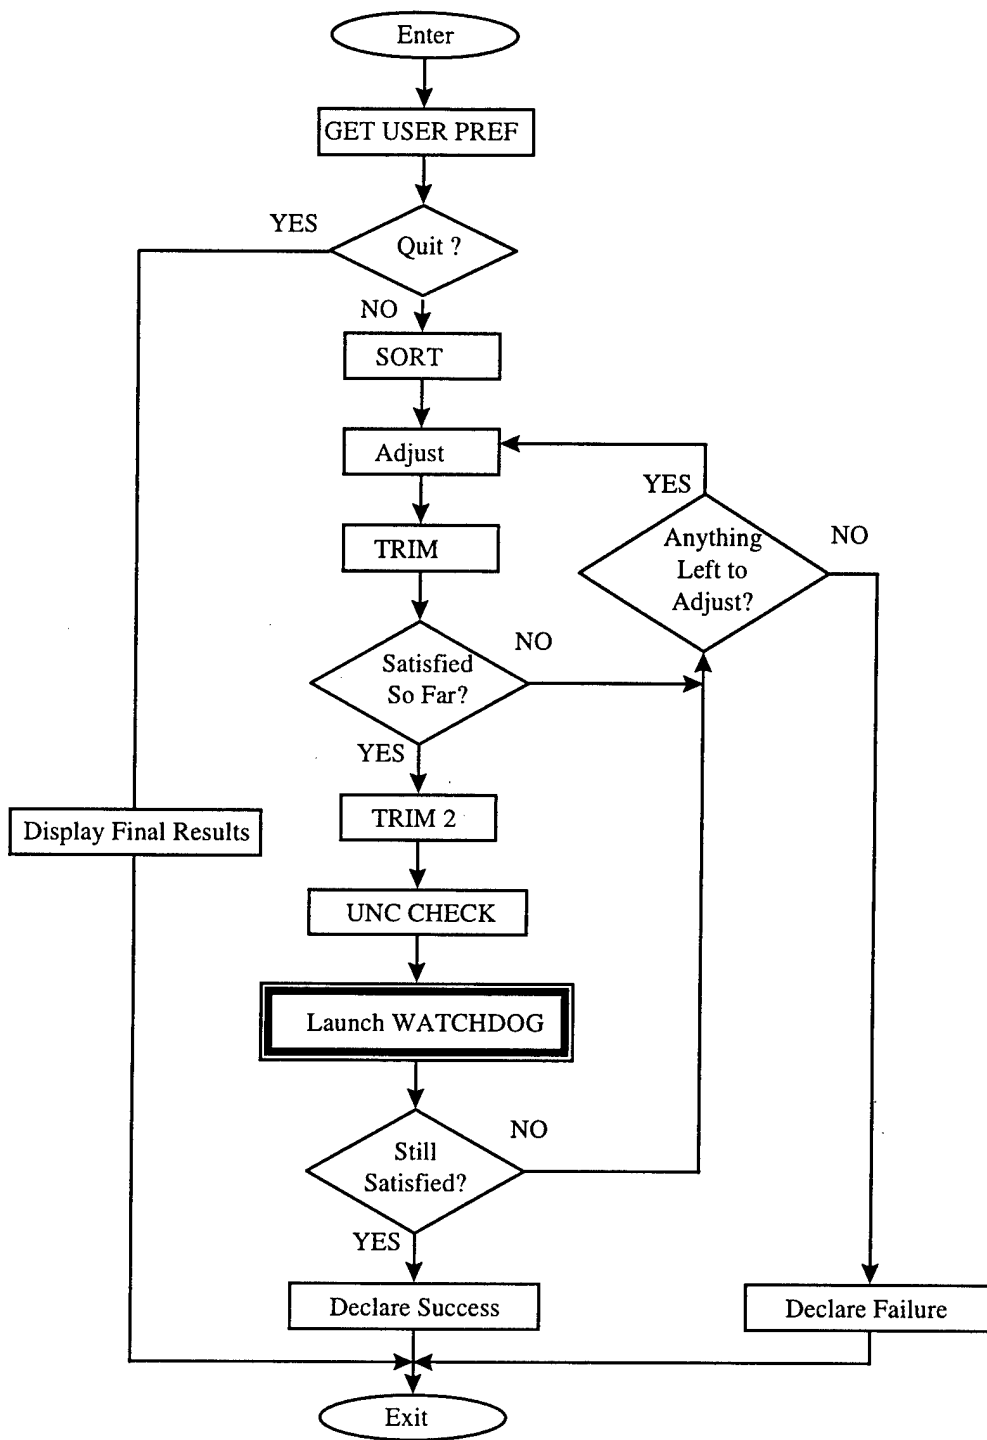 Enter
GET USER PREF
YES
Quit ?
NO
SORT
Adjust
YES
TRIM
Anything
Left to
Adjust?
NO
Satisfied
So Far?
NO
YES
TRIM 2
Display Final Results
UNC CHECK
Launch WATCHDOG
Still
Satisfied?
NO
YES
Declare Success
Declare Failure
Exit